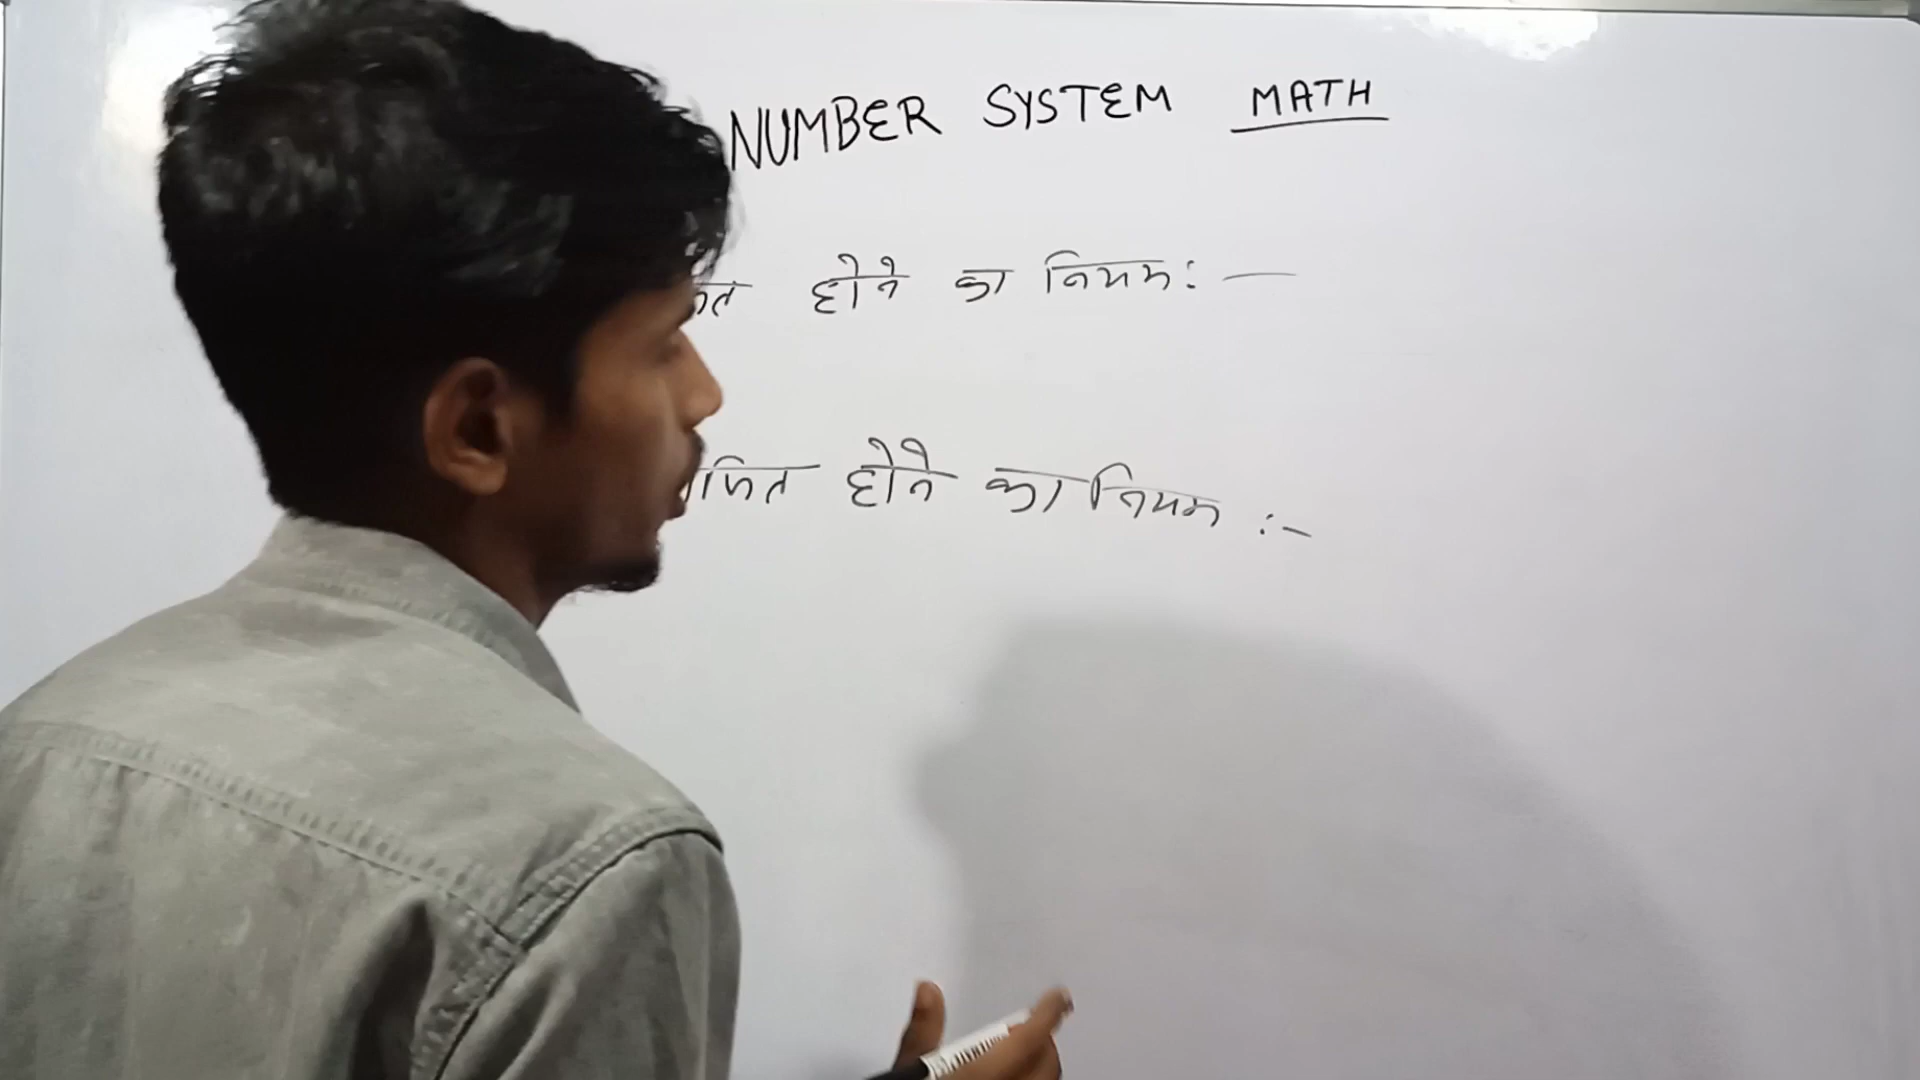 NUMBER SYSTEM MATH
होने का नियम : —
होने का नियम :-